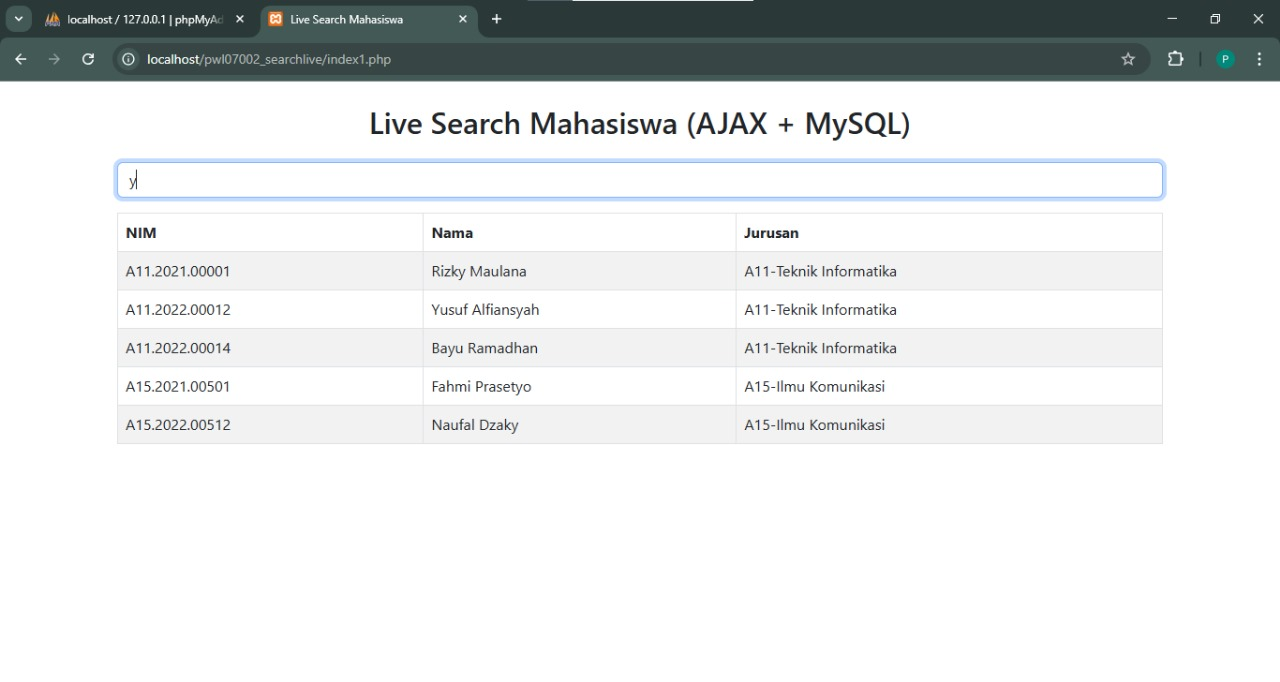 localhost / 127.0.0.1 | phpMyAd
Live Search Mahasiswa
localhost/pwl07002_searchlive/index1.php
P
Live Search Mahasiswa (AJAX + MySQL)
y
NIM Nama Jurusan
A11.2021.00001 Rizky Maulana A11-Teknik Informatika
A11.2022.00012 Yusuf Alfiansyah A11-Teknik Informatika
A11.2022.00014 Bayu Ramadhan A11-Teknik Informatika
A15.2021.00501 Fahmi Prasetyo A15-Ilmu Komunikasi
A15.2022.00512 Naufal Dzaky A15-Ilmu Komunikasi